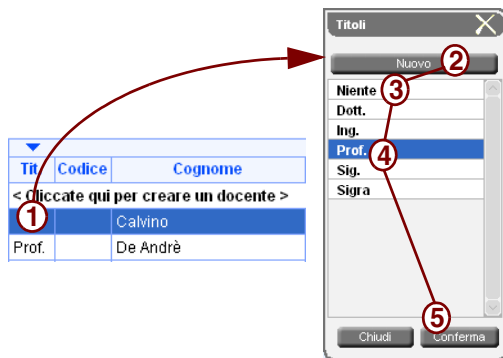 Titoli
Nuovo 2
Niente 3
Dott.
Ing.
Prof. 4
Sig.
Sigra
5
Chiudi Conferma
Tit. Codice Cognome
< Cliccate qui per creare un docente >
1 Calvino
Prof. De Andrè